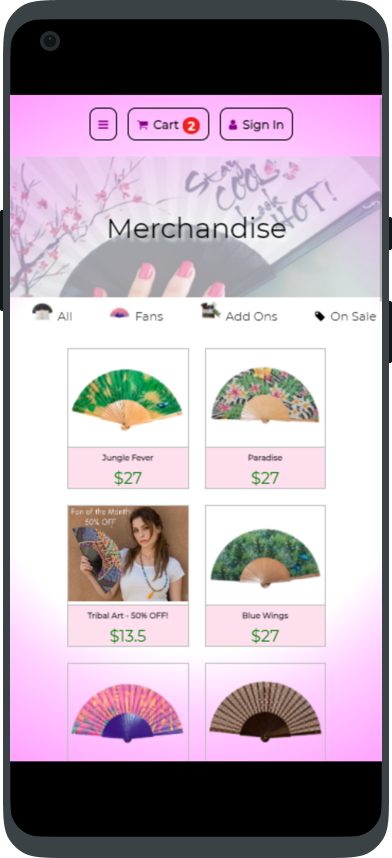 Cart 2
Sign In
Stay
COOL
Look
HOT!
Merchandise
All
Fans
Add Ons
On Sale
Jungle Fever
$27
Paradise
$27
Fan of the Month
50% OFF
Tribal Art - 50% OFF!
$13.5
Blue Wings
$27